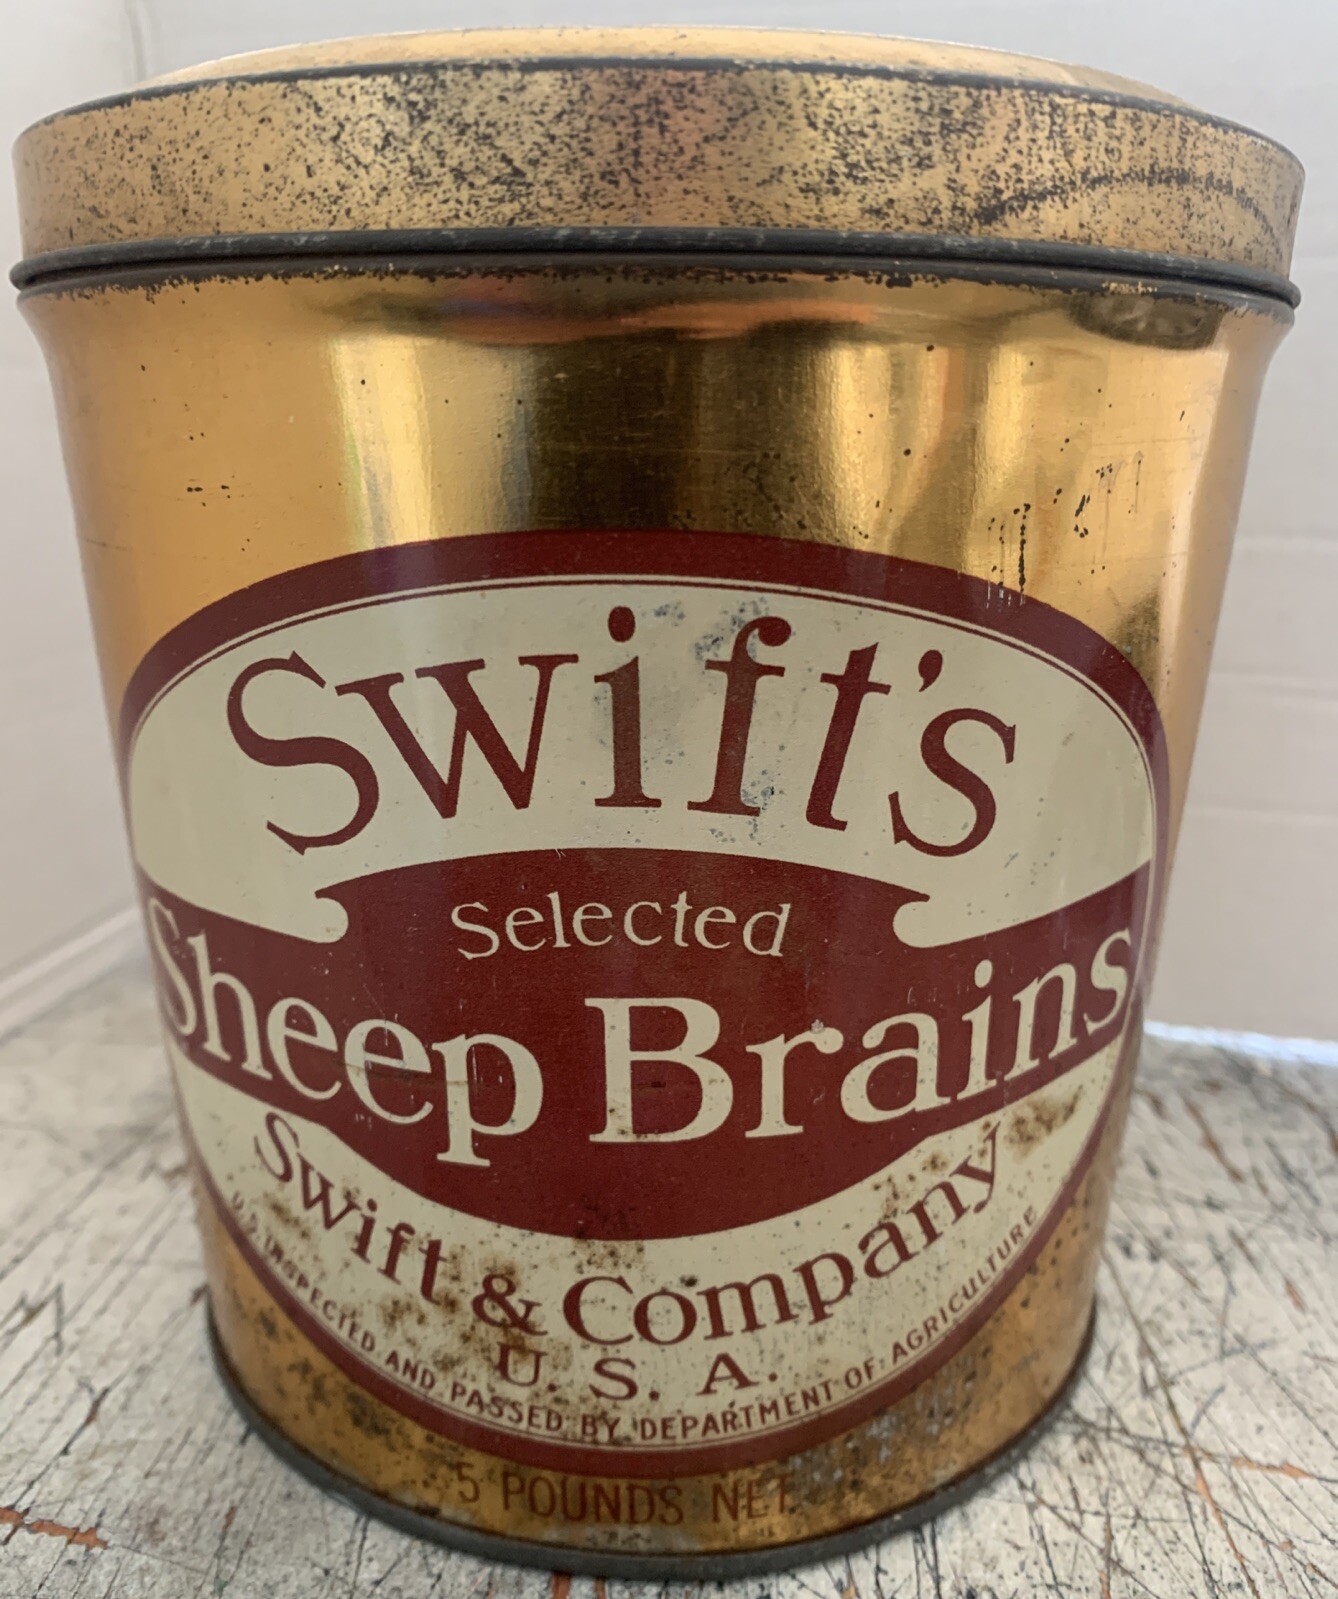 Swift's
Selected
Sheep Brains
Swift & Company
U. S. A.
U.S. INSPECTED AND PASSED BY DEPARTMENT OF AGRICULTURE
5 POUNDS NET